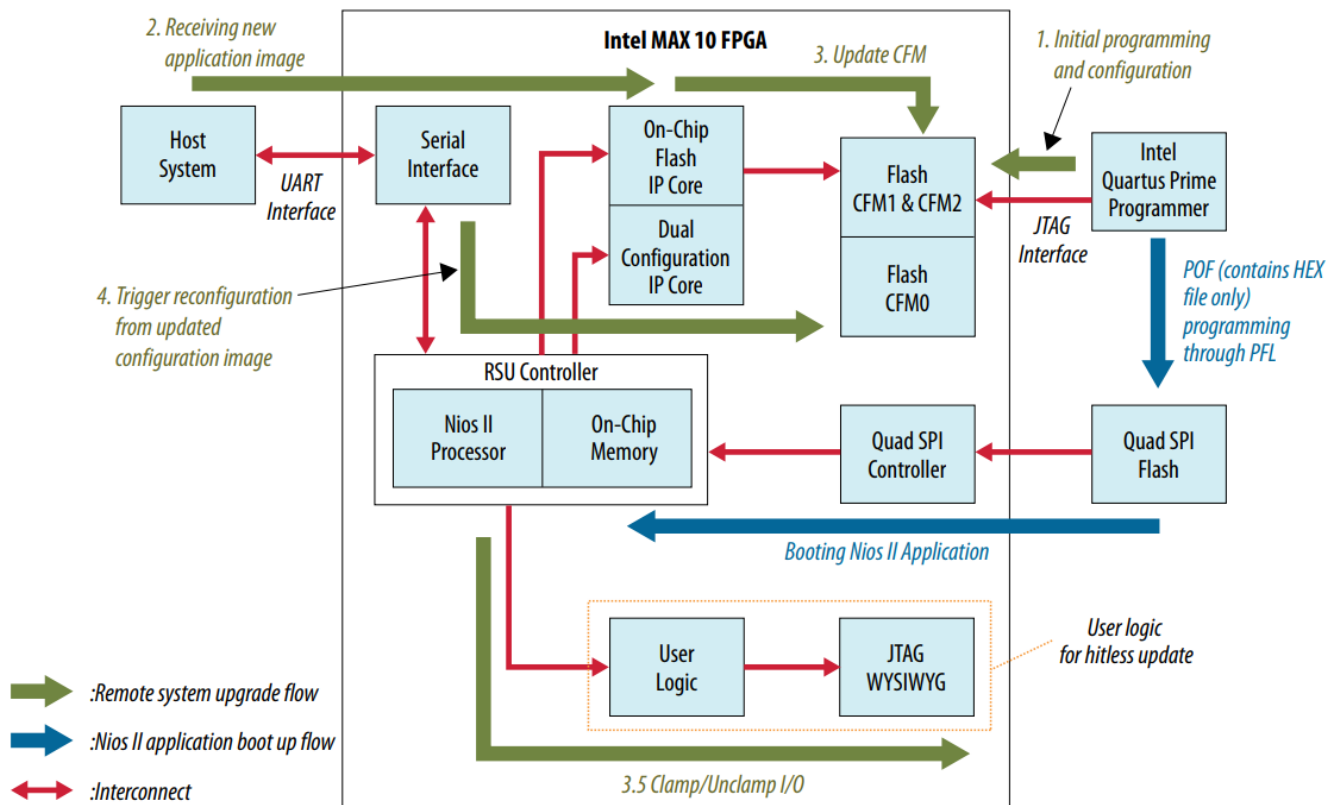 2. Receiving new
application image
Intel MAX 10 FPGA
3. Update CFM
1. Initial programming
and configuration
Host
System
UART
Interface
Serial
Interface
On-Chip
Flash
IP Core
Dual
Configuration
IP Core
Flash
CFM1 & CFM2
Flash
CFM0
Intel
Quartus Prime
Programmer
JTAG
Interface
4. Trigger reconfiguration
from updated
configuration image
POF (contains HEX
file only)
programming
through PFL
RSU Controller
Nios II
Processor
On-Chip
Memory
Quad SPI
Controller
Quad SPI
Flash
Booting Nios II Application
User
Logic
JTAG
WYSIWYG
User logic
for hitless update
3.5 Clamp/Unclamp I/O
:Remote system upgrade flow
:Nios II application boot up flow
:Interconnect